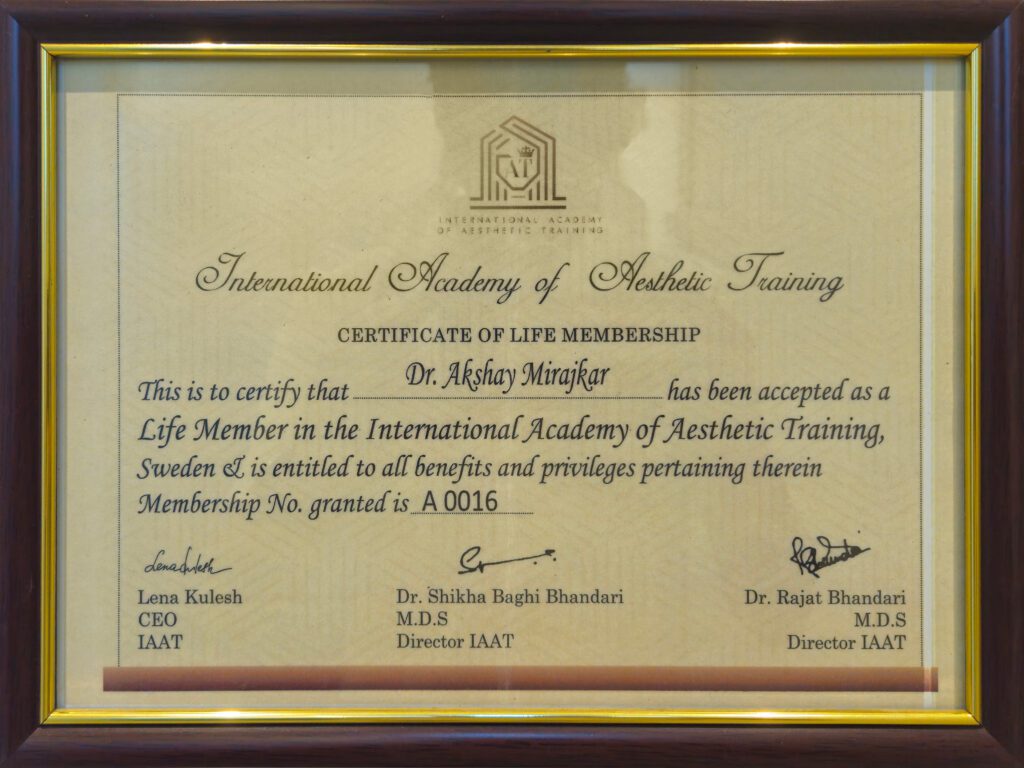 AT
INTERNATIONAL ACADEMY
OF AESTHETIC TRAINING
International Academy of Aesthetic Training
CERTIFICATE OF LIFE MEMBERSHIP
This is to certify that Dr. Akshay Mirajkar has been accepted as a
Life Member in the International Academy of Aesthetic Training,
Sweden & is entitled to all benefits and privileges pertaining therein
Membership No. granted is A 0016
Lena Kulesh Dr. Shikha Baghi Bhandari Dr. Rajat Bhandari
CEO M.D.S M.D.S
IAAT Director IAAT Director IAAT